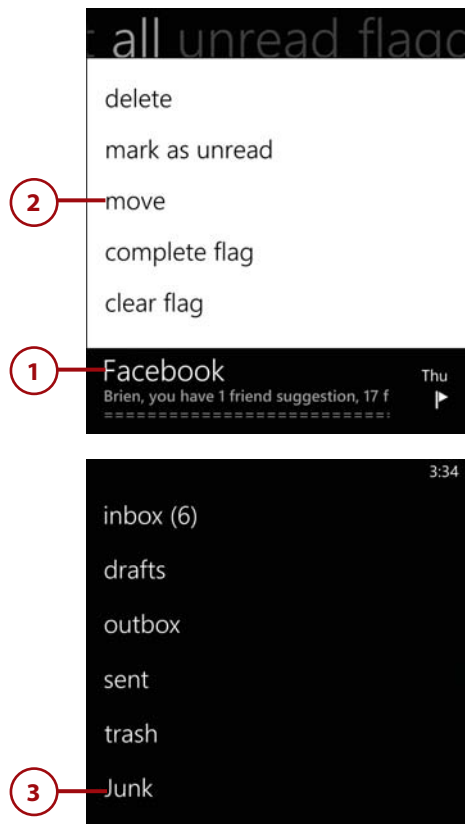 t all unread flagg
delete
mark as unread
2
move
complete flag
clear flag
1
Facebook
Thu
Brien, you have 1 friend suggestion, 17 f
============================
3:34
inbox (6)
drafts
outbox
sent
trash
3
Junk